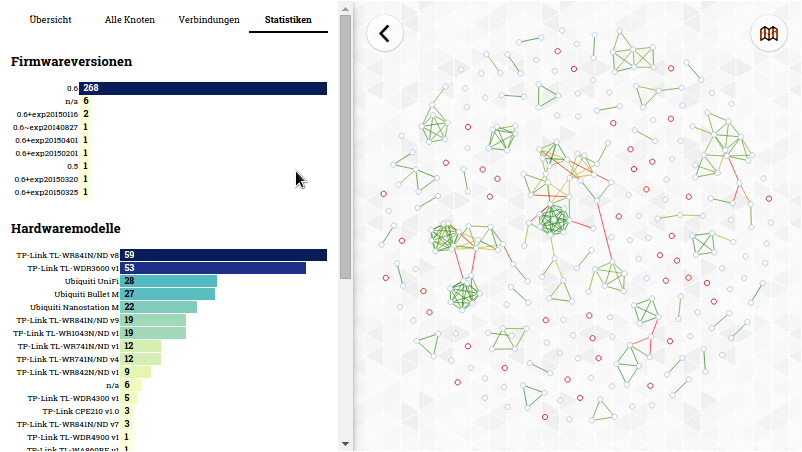 Übersicht Alle Knoten Verbindungen Statistiken
Firmwareversionen
0.6 268
n/a 6
0.6+exp20150116 2
0.6~exp20140827 1
0.6+exp20150401 1
0.6+exp20150201 1
0.5 1
0.6+exp20150320 1
0.6+exp20150325 1
Hardwaremodelle
TP-Link TL-WR841N/ND v8 59
TP-Link TL-WDR3600 v1 53
Ubiquiti UniFi 28
Ubiquiti Bullet M 27
Ubiquiti Nanostation M 22
TP-Link TL-WR841N/ND v9 19
TP-Link TL-WR1043N/ND v1 19
TP-Link TL-WR741N/ND v1 12
TP-Link TL-WR741N/ND v4 12
TP-Link TL-WR842N/ND v1 9
n/a 6
TP-Link TL-WDR4300 v1 5
TP-Link CPE210 v1.0 3
TP-Link TL-WR841N/ND v7 3
TP-Link TL-WDR4900 v1 1
TP-Link TL-WA860RE v1 1